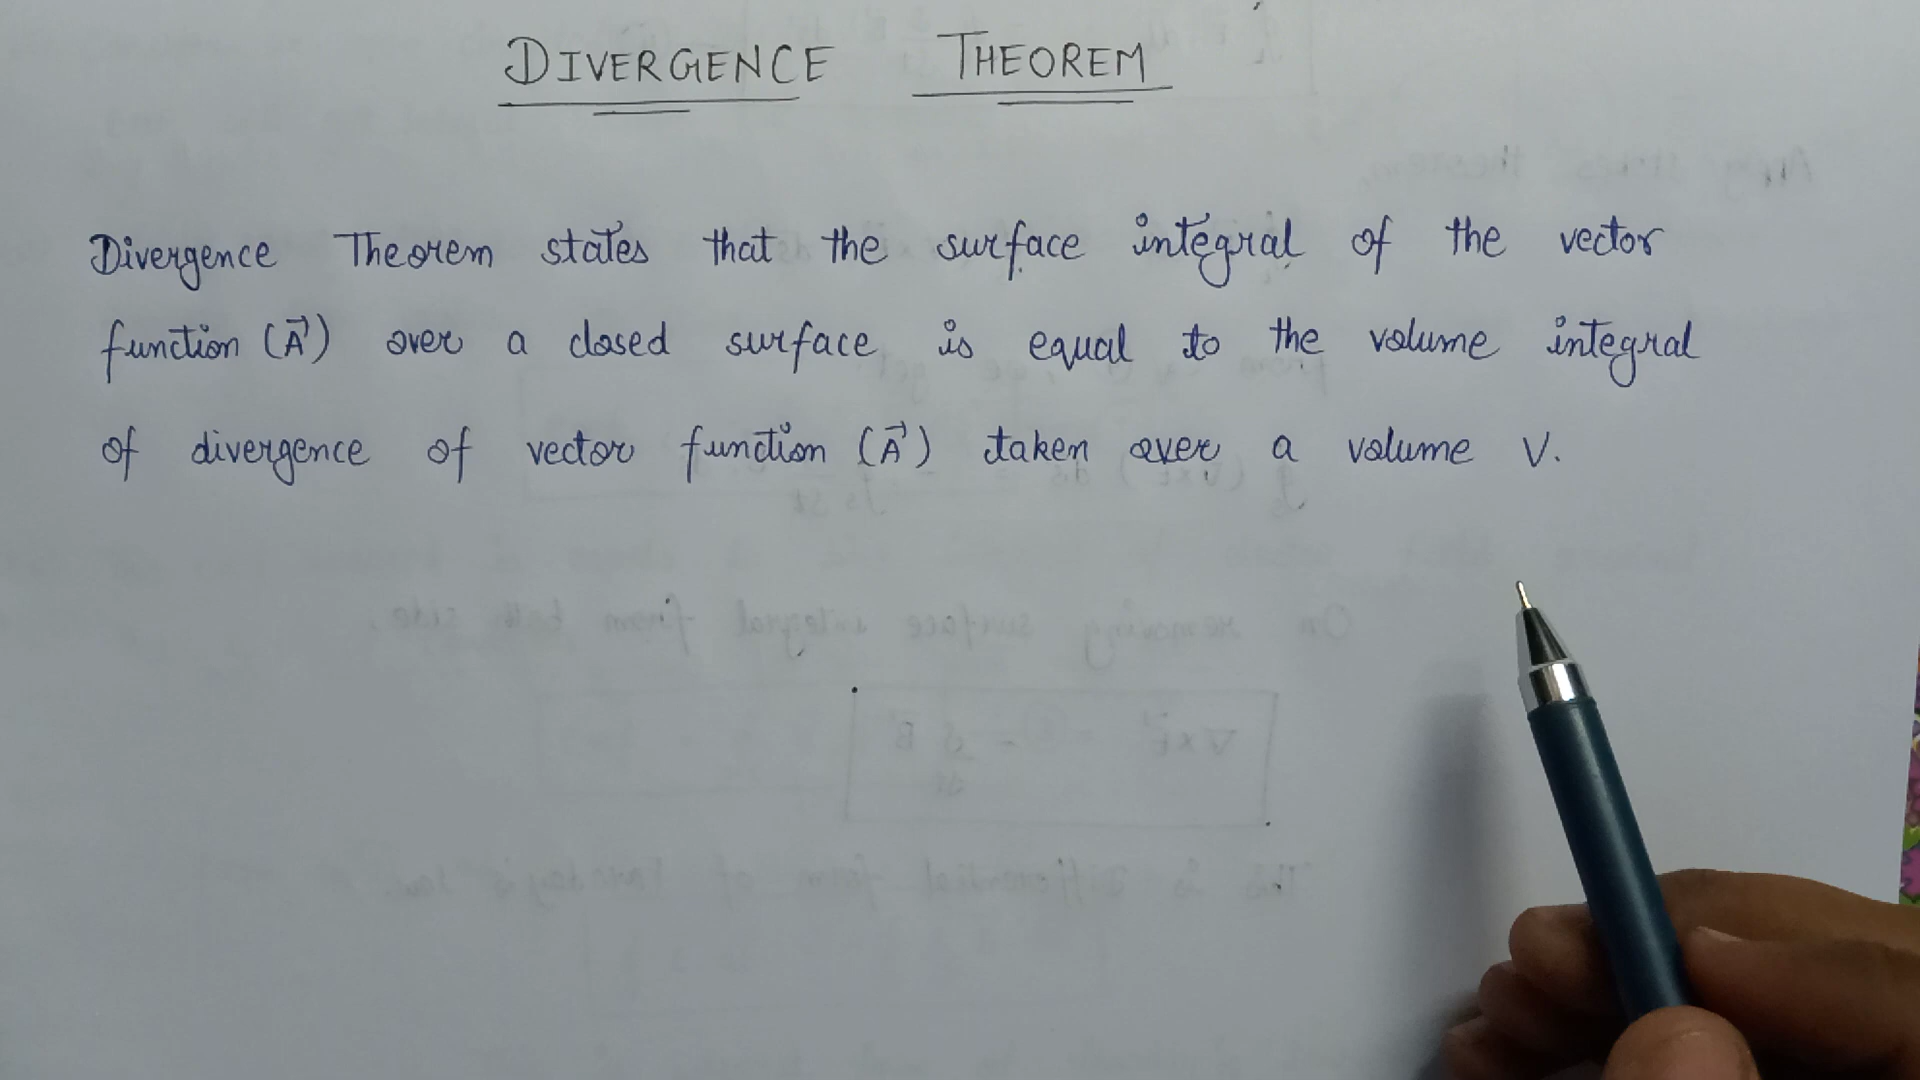 DIVERGENCE THEOREM
Divergence Theorem states that the surface integral of the vector
function (A⃗) over a closed surface is equal to the volume integral
of divergence of vector function (A⃗) taken over a volume V.